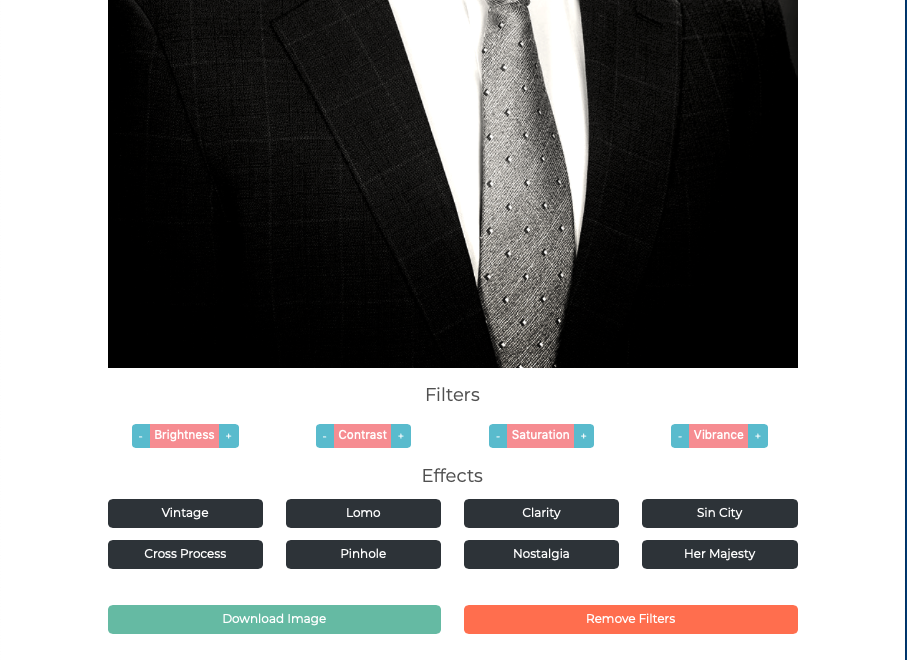 Filters
- Brightness + - Contrast + - Saturation + - Vibrance +
Effects
Vintage Lomo Clarity Sin City
Cross Process Pinhole Nostalgia Her Majesty
Download Image Remove Filters